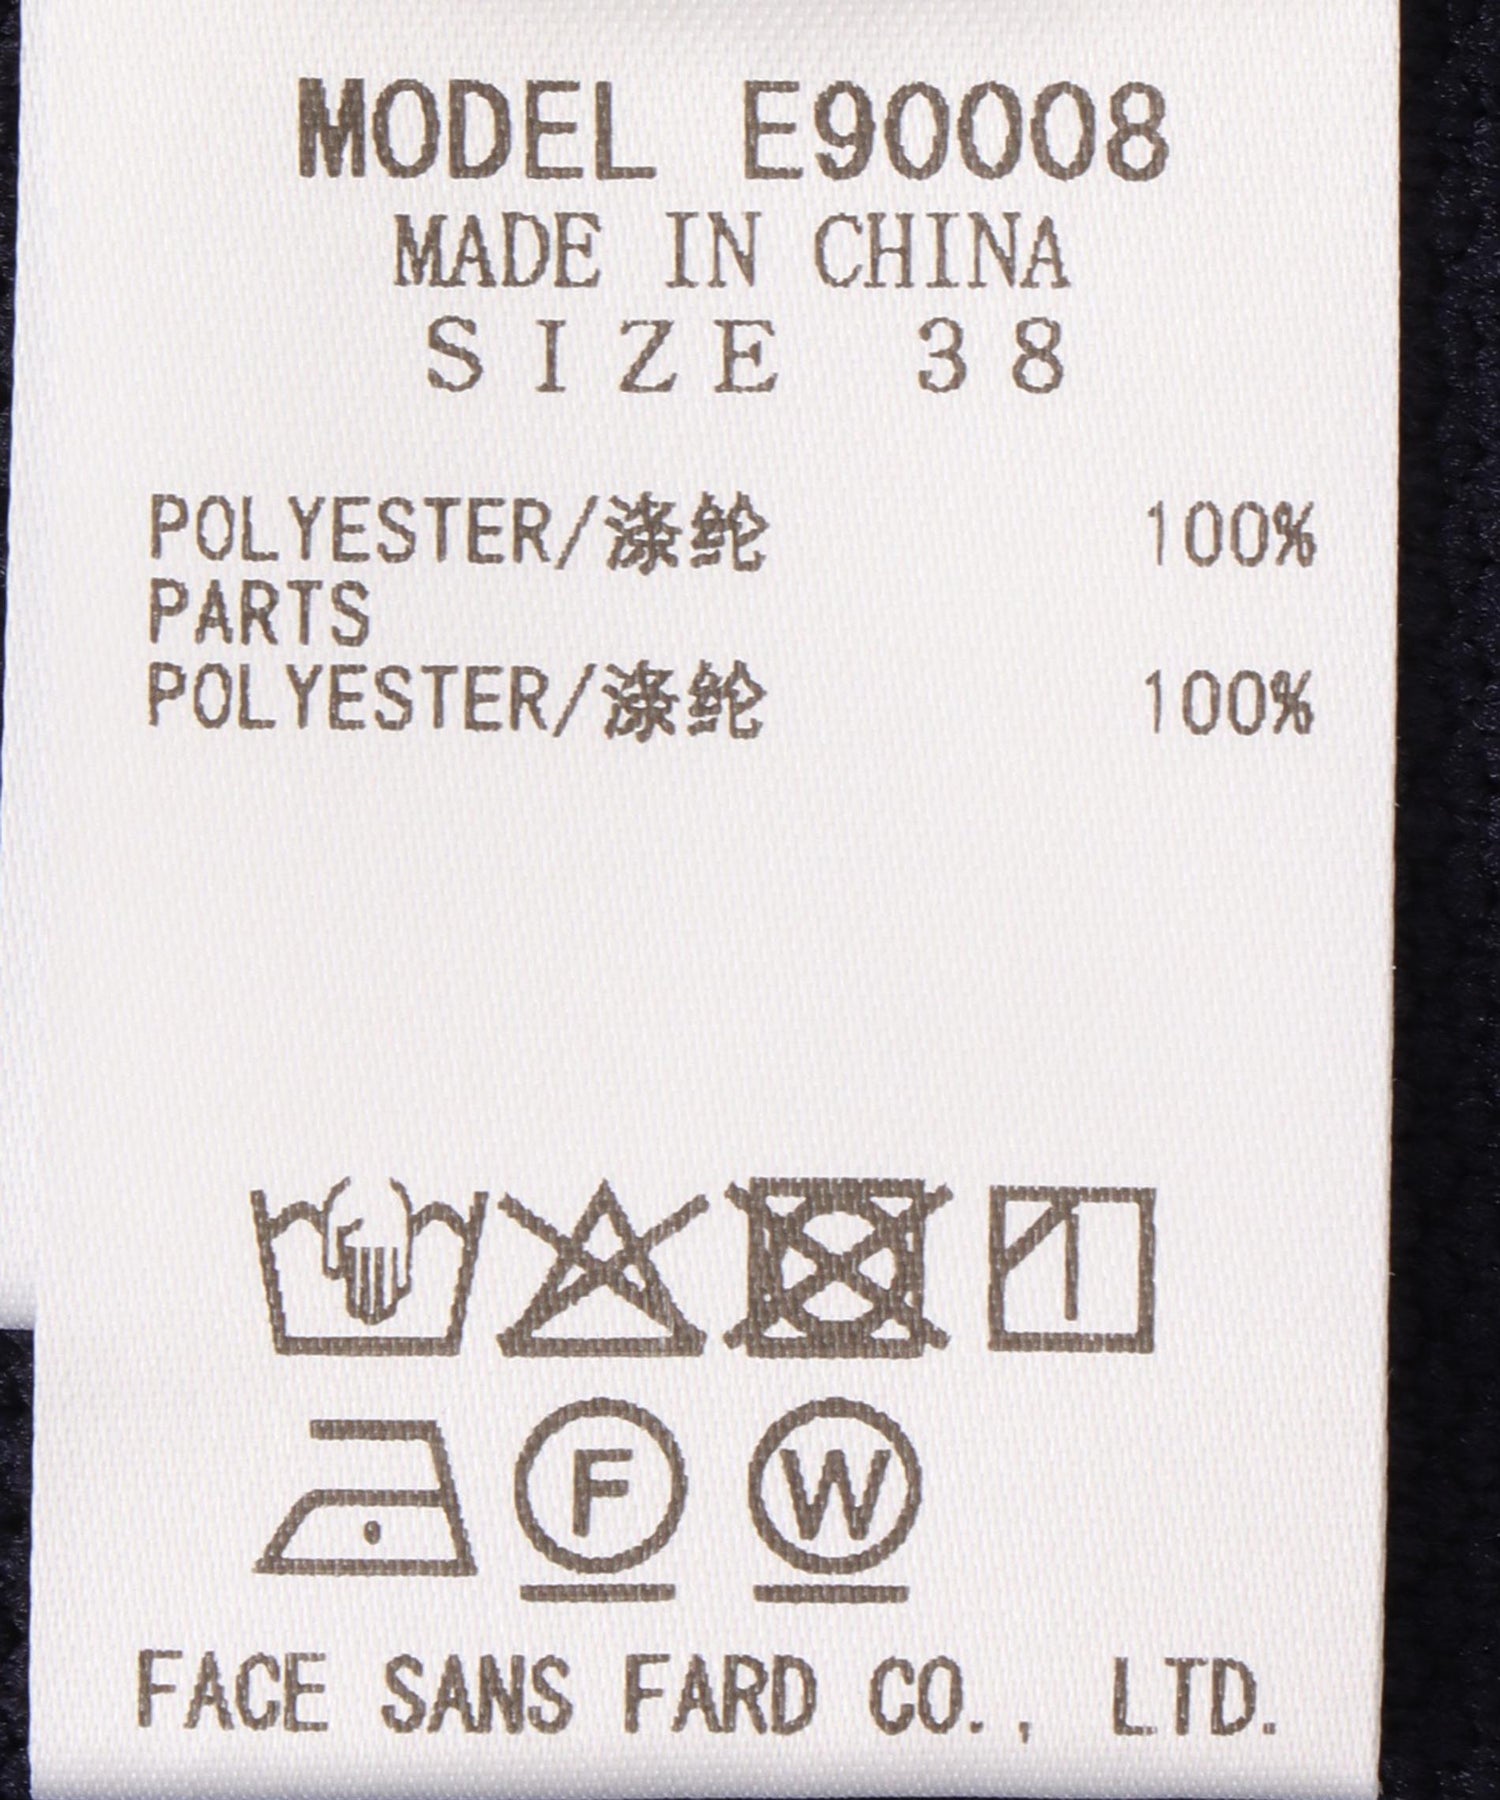 MODEL E90008
MADE IN CHINA
SIZE 38
POLYESTER/涤纶 100%
PARTS
POLYESTER/涤纶 100%
F W
FACE SANS FARD CO., LTD.